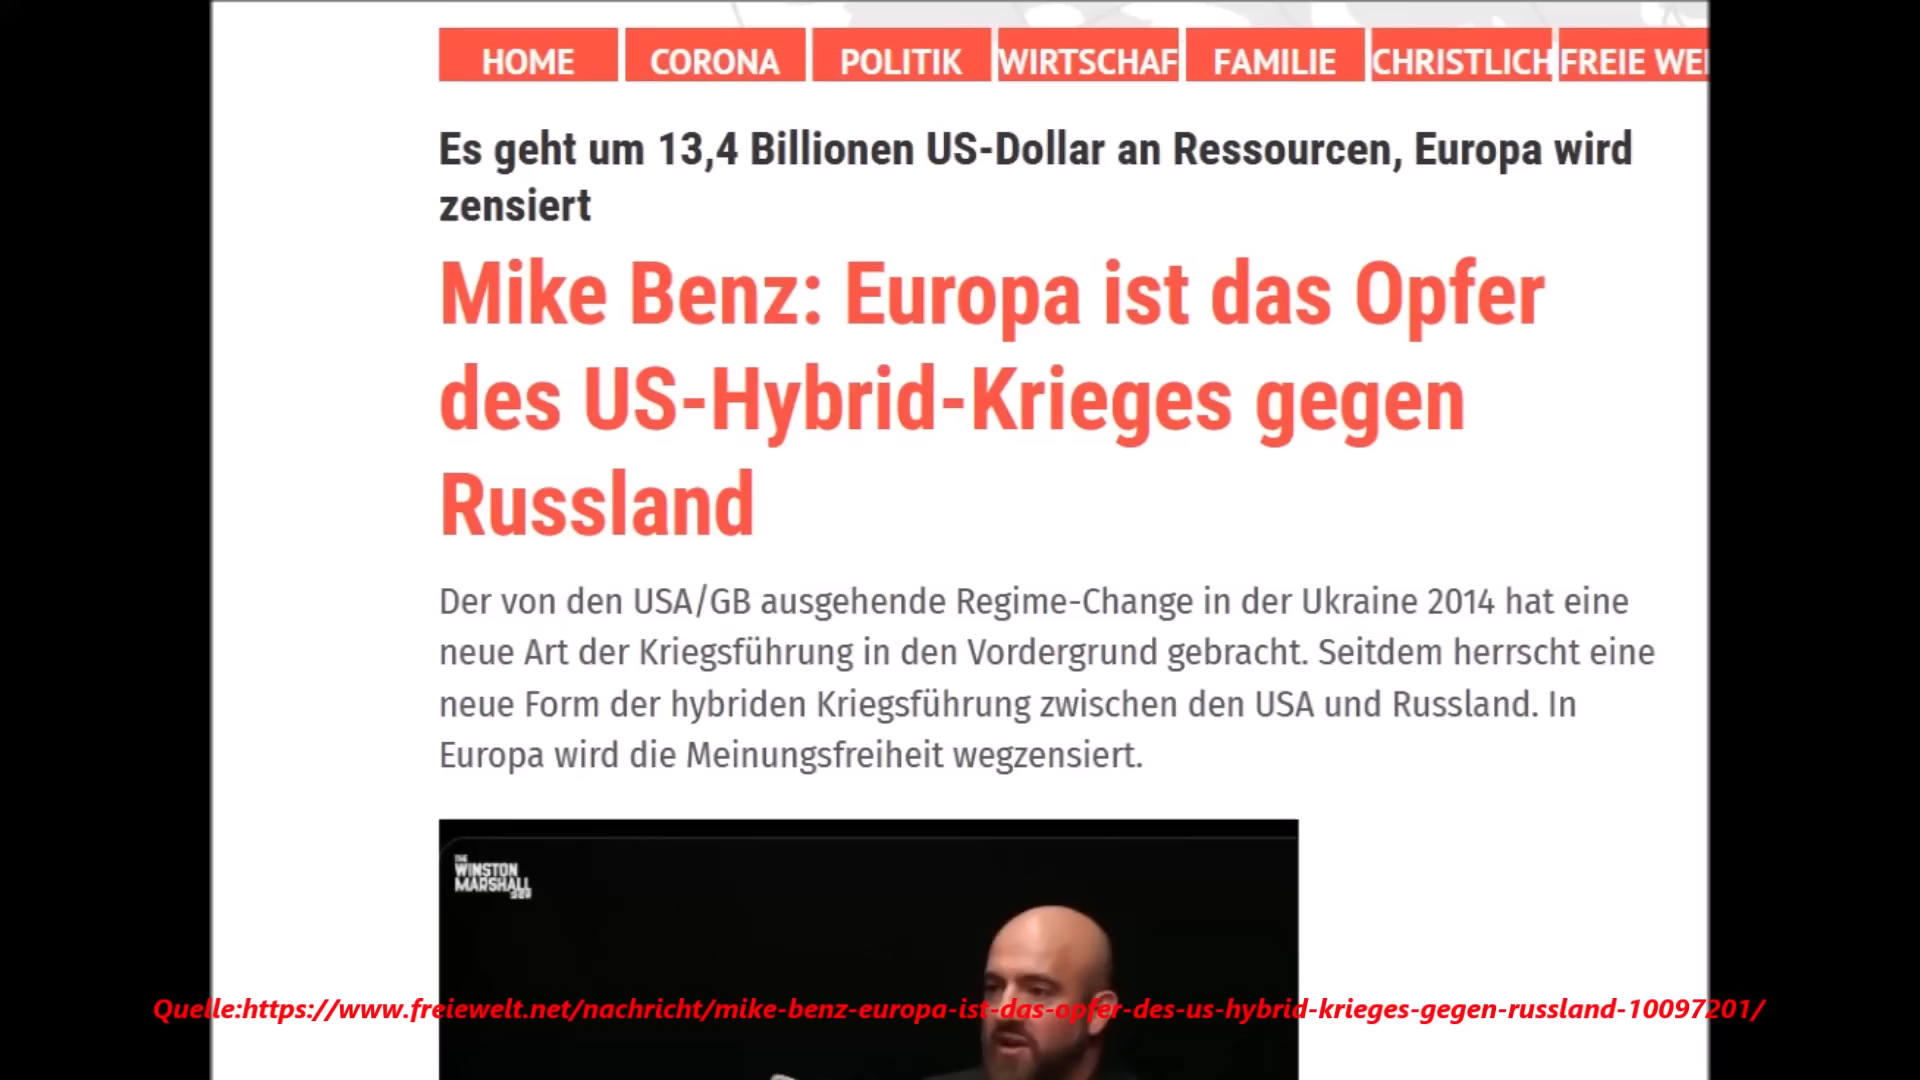 HOME CORONA POLITIK WIRTSCHAF FAMILIE CHRISTLICH FREIE WEI
Es geht um 13,4 Billionen US-Dollar an Ressourcen, Europa wird
zensiert
Mike Benz: Europa ist das Opfer
des US-Hybrid-Krieges gegen
Russland
Der von den USA/GB ausgehende Regime-Change in der Ukraine 2014 hat eine
neue Art der Kriegsführung in den Vordergrund gebracht. Seitdem herrscht eine
neue Form der hybriden Kriegsführung zwischen den USA und Russland. In
Europa wird die Meinungsfreiheit wegzensiert.
THE
WINSTON
MARSHALL
Quelle:https://www.freiewelt.net/nachricht/mike-benz-europa-ist-das-opfer-des-us-hybrid-krieges-gegen-russland-10097201/